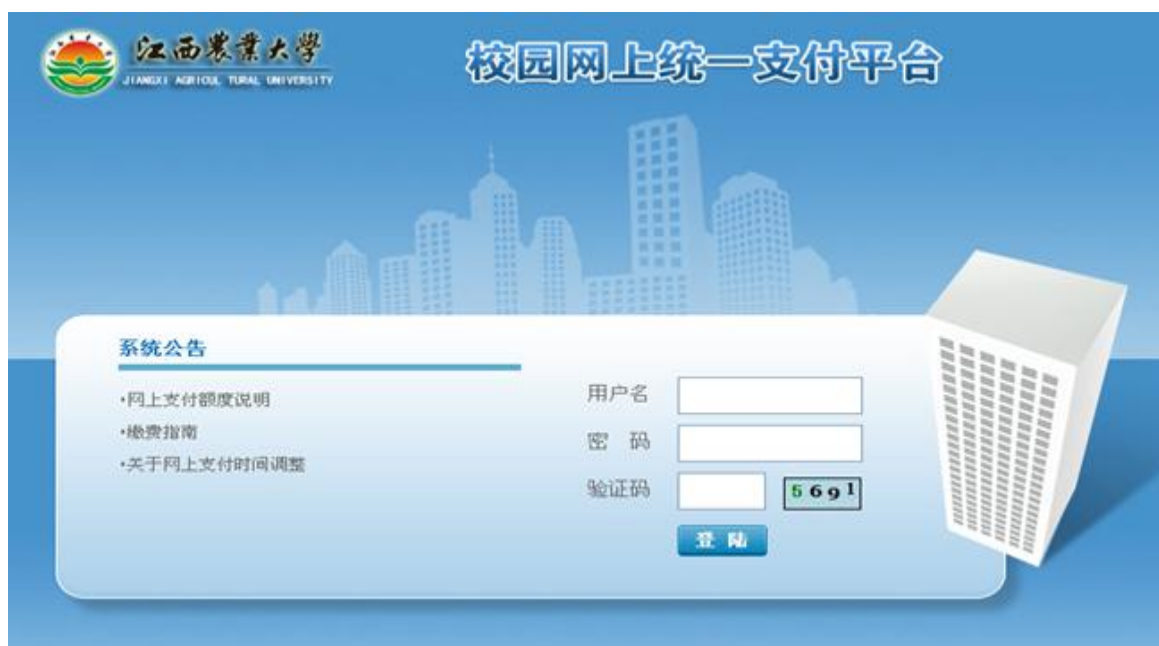 江西農業大學
JIANGXI AGRICUL TURAL UNIVERSITY
校园网上统一支付平台
系统公告
·网上支付额度说明
·缴费指南
·关于网上支付时间调整
用户名
密 码
验证码
5691
登 陆